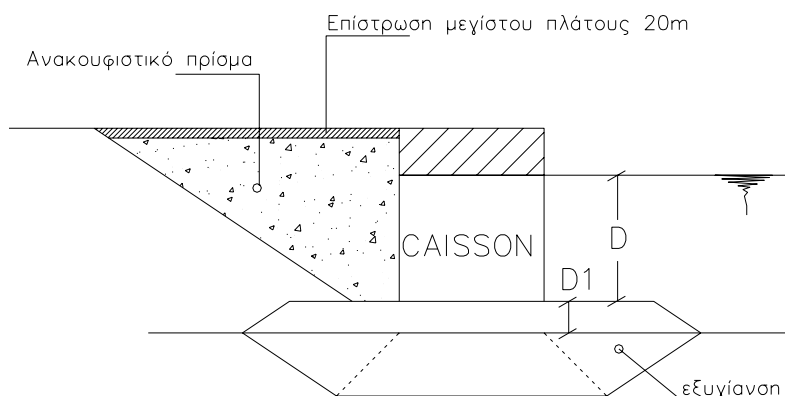 Επίστρωση μεγίστου πλάτους 20m
Ανακουφιστικό πρίσμα
CAISSON
D
D1
εξυγίανση